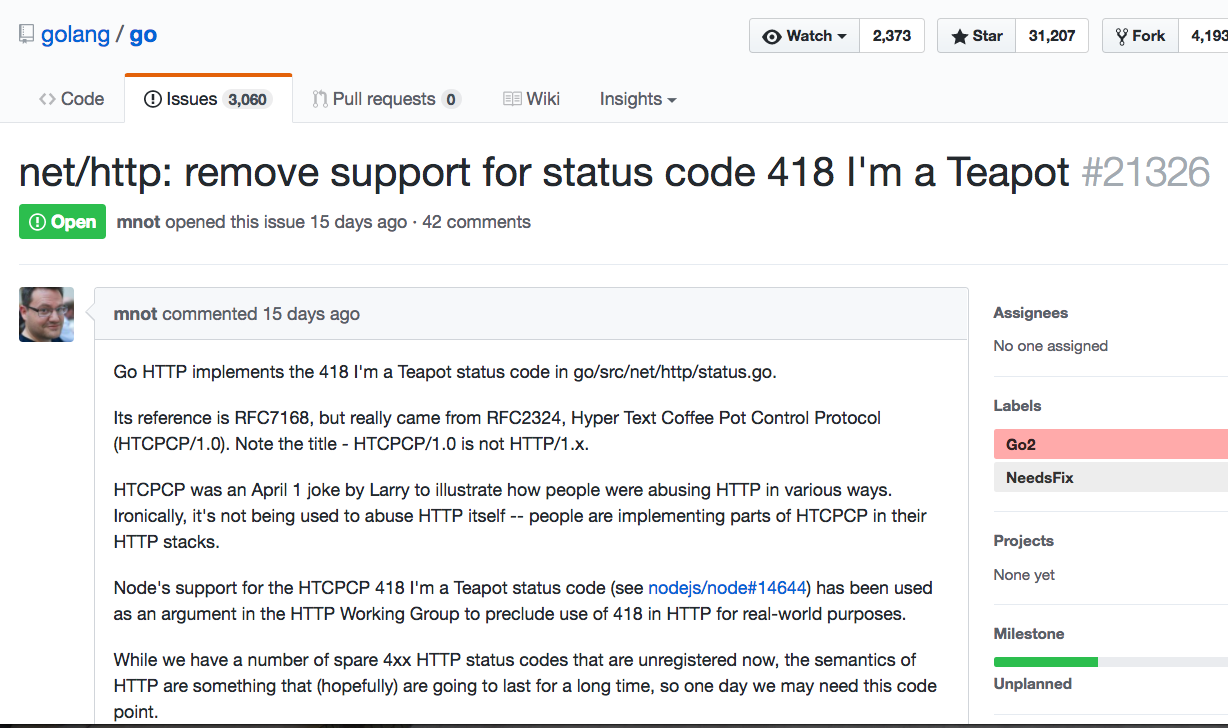 golang / go
Watch 2,373
Star 31,207
Fork 4,193
Code
Issues 3,060
Pull requests 0
Wiki
Insights
net/http: remove support for status code 418 I'm a Teapot #21326
Open mnot opened this issue 15 days ago · 42 comments
mnot commented 15 days ago
Go HTTP implements the 418 I'm a Teapot status code in go/src/net/http/status.go.
Its reference is RFC7168, but really came from RFC2324, Hyper Text Coffee Pot Control Protocol
(HTCPCP/1.0). Note the title - HTCPCP/1.0 is not HTTP/1.x.
HTCPCP was an April 1 joke by Larry to illustrate how people were abusing HTTP in various ways.
Ironically, it's not being used to abuse HTTP itself -- people are implementing parts of HTCPCP in their
HTTP stacks.
Node's support for the HTCPCP 418 I'm a Teapot status code (see nodejs/node#14644) has been used
as an argument in the HTTP Working Group to preclude use of 418 in HTTP for real-world purposes.
While we have a number of spare 4xx HTTP status codes that are unregistered now, the semantics of
HTTP are something that (hopefully) are going to last for a long time, so one day we may need this code
point.
Assignees
No one assigned
Labels
Go2
NeedsFix
Projects
None yet
Milestone
Unplanned